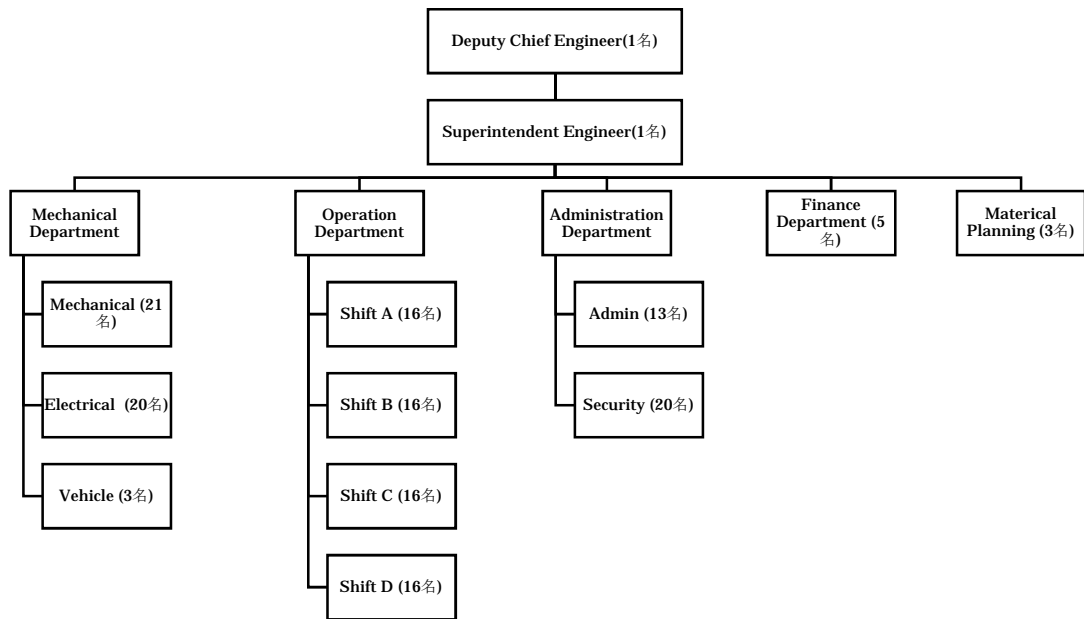 Deputy Chief Engineer(1名)
Superintendent Engineer(1名)
Mechanical
Department
Operation
Department
Administration
Department
Finance
Department (5
名)
Materical
Planning (3名)
Mechanical (21
名)
Shift A (16名)
Admin (13名)
Electrical (20名)
Shift B (16名)
Security (20名)
Vehicle (3名)
Shift C (16名)
Shift D (16名)